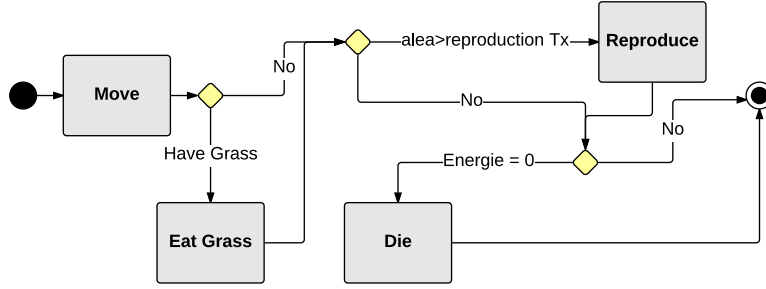 Move
No
Have Grass
Eat Grass
alea>reproduction Tx
Reproduce
No
No
Energie = 0
Die